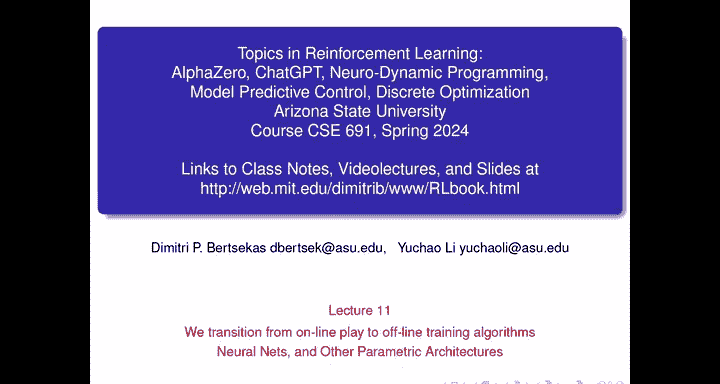 Topics in Reinforcement Learning:
AlphaZero, ChatGPT, Neuro-Dynamic Programming,
Model Predictive Control, Discrete Optimization
Arizona State University
Course CSE 691, Spring 2024
Links to Class Notes, Videolectures, and Slides at
http://web.mit.edu/dimitrib/www/RLbook.html
Dimitri P. Bertsekas dbertsek@asu.edu, Yuchao Li yuchaoli@asu.edu
Lecture 11
We transition from on-line play to off-line training algorithms
Neural Nets, and Other Parametric Architectures